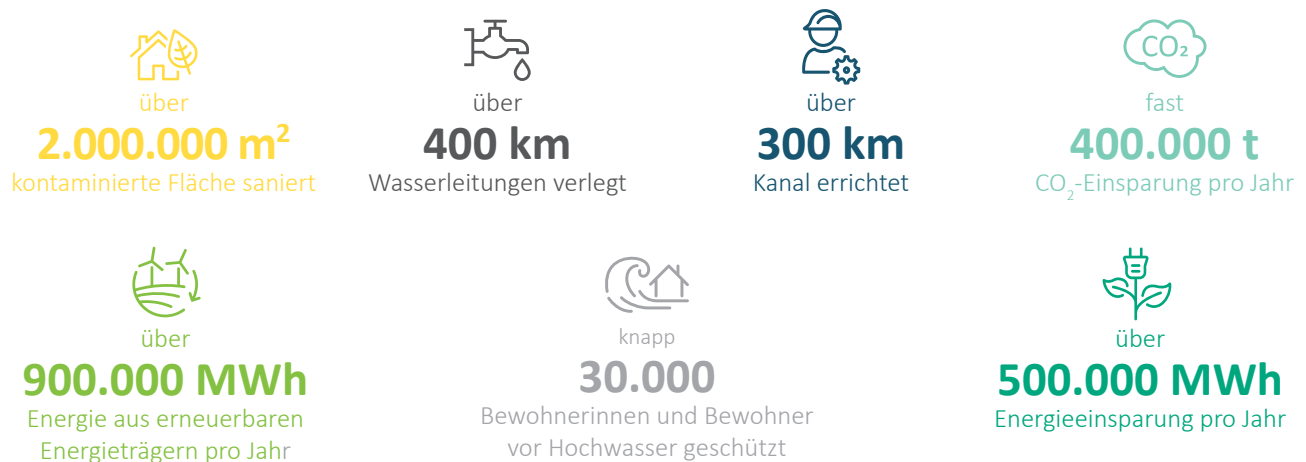 über
2.000.000 m²
kontaminierte Fläche saniert
über
400 km
Wasserleitungen verlegt
über
300 km
Kanal errichtet
CO₂
fast
400.000 t
CO₂-Einsparung pro Jahr
über
900.000 MWh
Energie aus erneuerbaren
Energieträgern pro Jahr
knapp
30.000
Bewohnerinnen und Bewohner
vor Hochwasser geschützt
über
500.000 MWh
Energieeinsparung pro Jahr